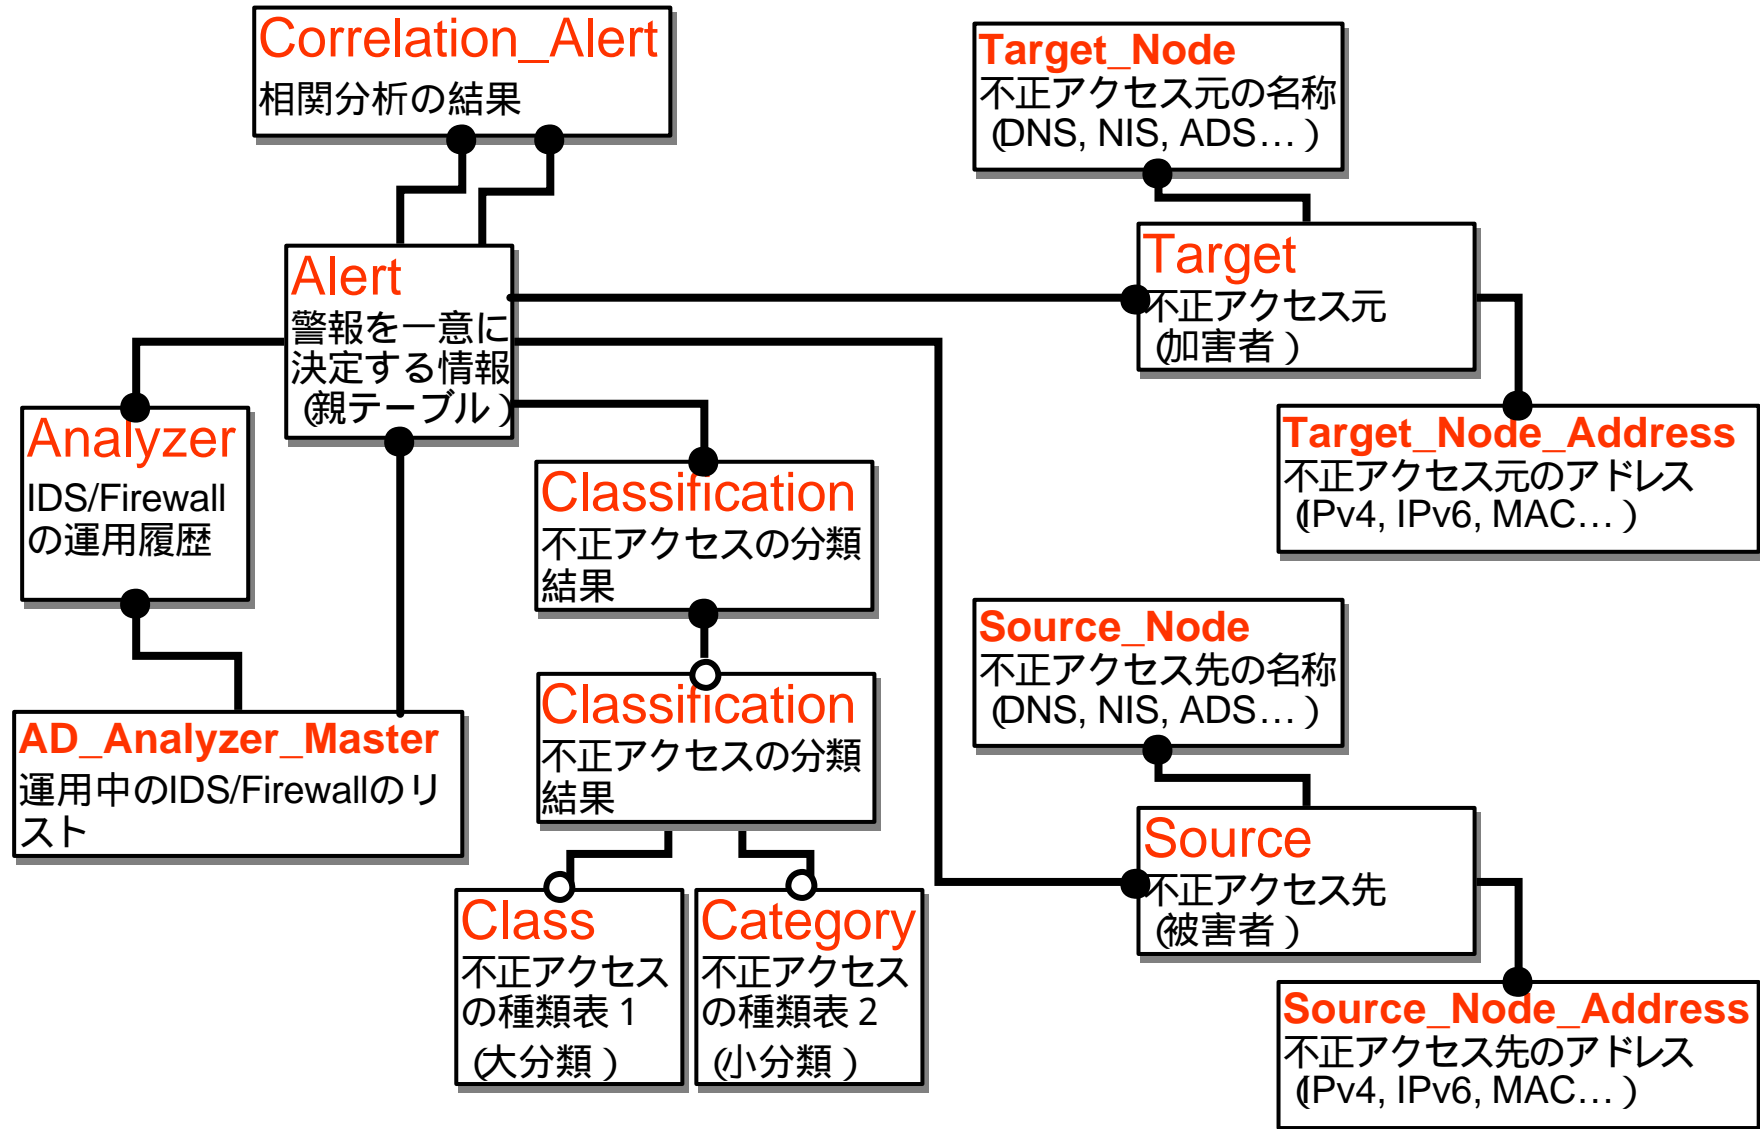 Correlation_Alert
相関分析の結果
Target_Node
不正アクセス元の名称
(DNS, NIS, ADS… )
Alert
警報を一意に
決定する情報
(親テーブル )
Target
不正アクセス元
(加害者 )
Analyzer
IDS/Firewall
の運用履歴
Target_Node_Address
不正アクセス元のアドレス
(IPv4, IPv6, MAC… )
Classification
不正アクセスの分類
結果
Source_Node
不正アクセス先の名称
(DNS, NIS, ADS… )
Classification
不正アクセスの分類
結果
AD_Analyzer_Master
運用中のIDS/Firewallのリ
スト
Source
不正アクセス先
(被害者 )
Class
不正アクセス
の種類表 1
(大分類 )
Category
不正アクセス
の種類表 2
(小分類 )
Source_Node_Address
不正アクセス先のアドレス
(IPv4, IPv6, MAC… )